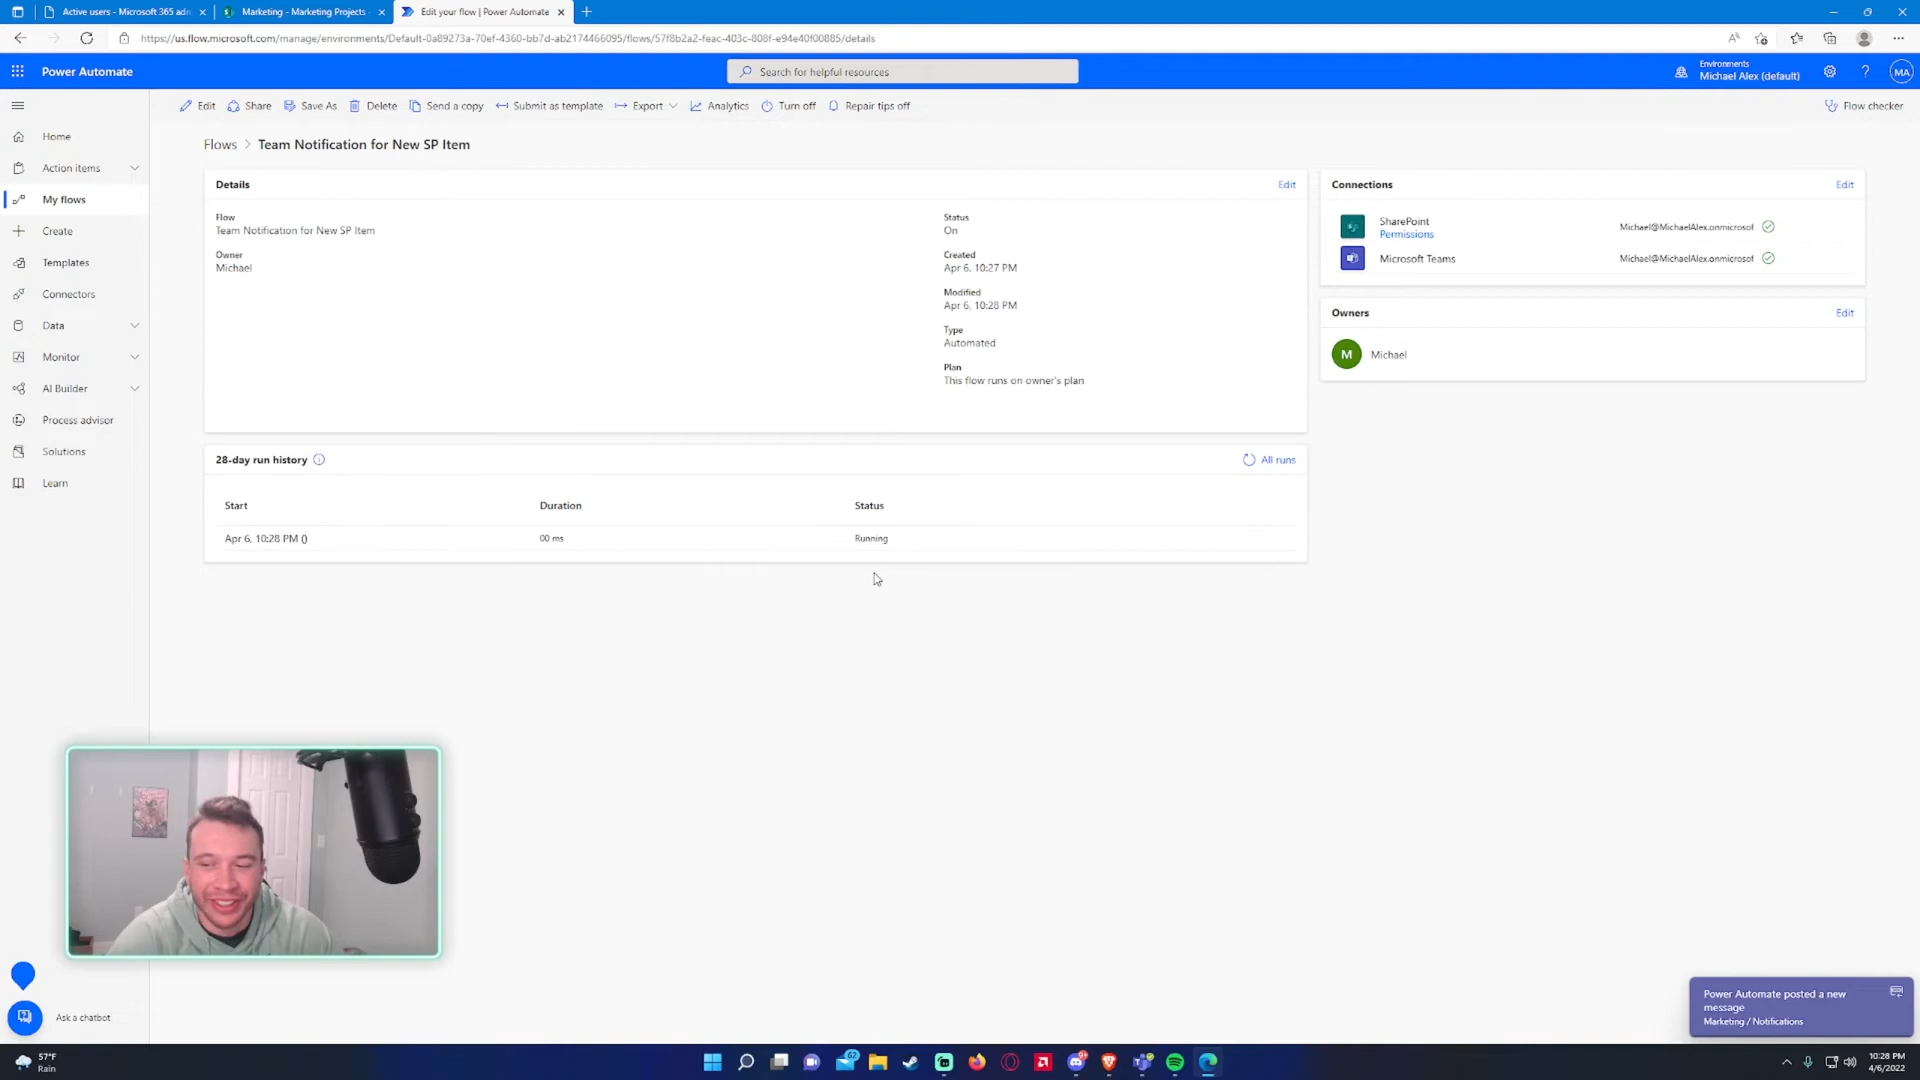 Active users - Microsoft 365 adn
Marketing - Marketing Projects -
Edit your flow | Power Automate
https://us.flow.microsoft.com/manage/environments/Default-0a89273a-70ef-4360-bb7d-ab2174466095/flows/57f8b2a2-feac-403c-808f-e94e40f00885/details
Power Automate
Search for helpful resources
Environments
Michael Alex (default)
MA
Edit
Share
Save As
Delete
Send a copy
Submit as template
Export
Analytics
Turn off
Repair tips off
Flow checker
Home
Action items
My flows
Create
Templates
Connectors
Data
Monitor
AI Builder
Process advisor
Solutions
Learn
Flows > Team Notification for New SP Item
Details
Edit
Flow
Team Notification for New SP Item
Owner
Michael
Status
On
Created
Apr 6, 10:27 PM
Modified
Apr 6, 10:28 PM
Type
Automated
Plan
This flow runs on owner's plan
28-day run history
All runs
Start Duration Status
Apr 6, 10:28 PM () 00 ms Running
Connections
Edit
SharePoint
Permissions
Michael@MichaelAlex.onmicrosof
Microsoft Teams
Michael@MichaelAlex.onmicrosof
Owners
Edit
M
Michael
Ask a chatbot
Power Automate posted a new
message
Marketing / Notifications
57°F
Rain
10:28 PM
4/6/2022